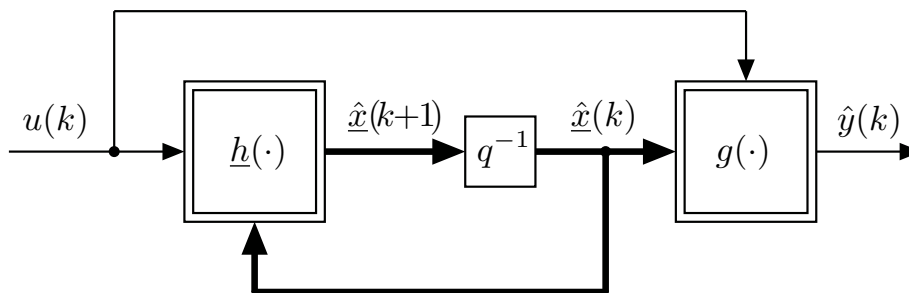 u(k)
h(·)
x̂(k+1)
q⁻¹
x̂(k)
g(·)
ŷ(k)